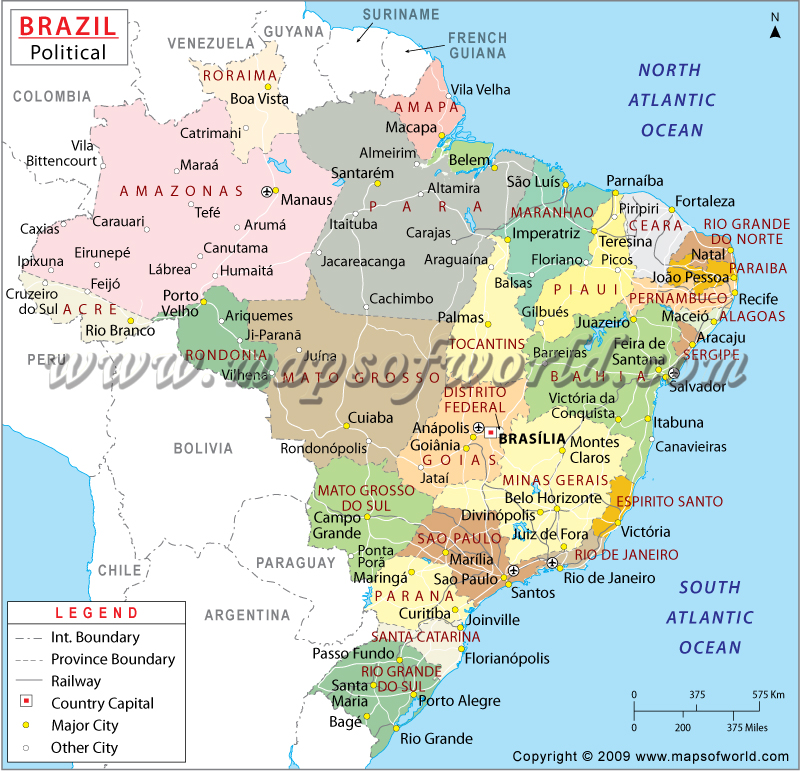 BRAZIL
Political
SURINAME
GUYANA
VENEZUELA
FRENCH
GUIANA
N
COLOMBIA
RORAIMA
Boa Vista
Vila Velha
AMAPA
Macapa
NORTH
ATLANTIC
OCEAN
Catrimani
Vila
Bittencourt
Almeirim
Belem
Maraá
Santarém
São Luís
Parnaíba
AMAZONAS
Manaus
Altamira
Fortaleza
Tefé
PARA
MARANHAO
Piripiri
CEARA
RIO GRANDE
DO NORTE
Caxias
Carauari
Arumá
Itaituba
Carajas
Imperatriz
Teresina
Natal
Eirunepé
Canutama
Jacareacanga
Araguaína
Floriano
Picos
João Pessoa
PARAIBA
Ipixuna
Lábrea
Humaitá
Balsas
PIAUI
PERNAMBUCO
Feijó
Cruzeiro
do Sul
ACRE
Porto
Velho
Cachimbo
Recife
Rio Branco
Ariquemes
Palmas
Gilbués
Juazeiro
Maceió
ALAGOAS
Ji-Paraná
TOCANTINS
Aracaju
PERU
RONDONIA
Juína
Barreiras
Feira de
Santana
SERGIPE
www.mapsofworld.com
Vilhena
MATO GROSSO
BAHIA
Salvador
DISTRITO
FEDERAL
Victória da
Conquista
Cuiaba
Anápolis
BRASÍLIA
Itabuna
BOLIVIA
Rondonópolis
Goiânia
Montes
Claros
Canavieiras
GOIAS
Jataí
MINAS GERAIS
MATO GROSSO
DO SUL
Belo Horizonte
ESPIRITO SANTO
Campo
Grande
Divinópolis
SAO PAULO
Juiz de Fora
Victória
Ponta
Porã
Marília
RIO DE JANEIRO
PARAGUAY
CHILE
Maringá
Sao Paulo
Rio de Janeiro
Santos
PARANA
SOUTH
ATLANTIC
OCEAN
ARGENTINA
Curitiba
Joinville
SANTA CATARINA
Passo Fundo
Florianópolis
RIO GRANDE
DO SUL
Santa
Maria
Porto Alegre
Bagé
Rio Grande
LEGEND
Int. Boundary
Province Boundary
Railway
Country Capital
Major City
Other City
0 375 575 Km
0 200 375 Miles
Copyright © 2009 www.mapsofworld.com